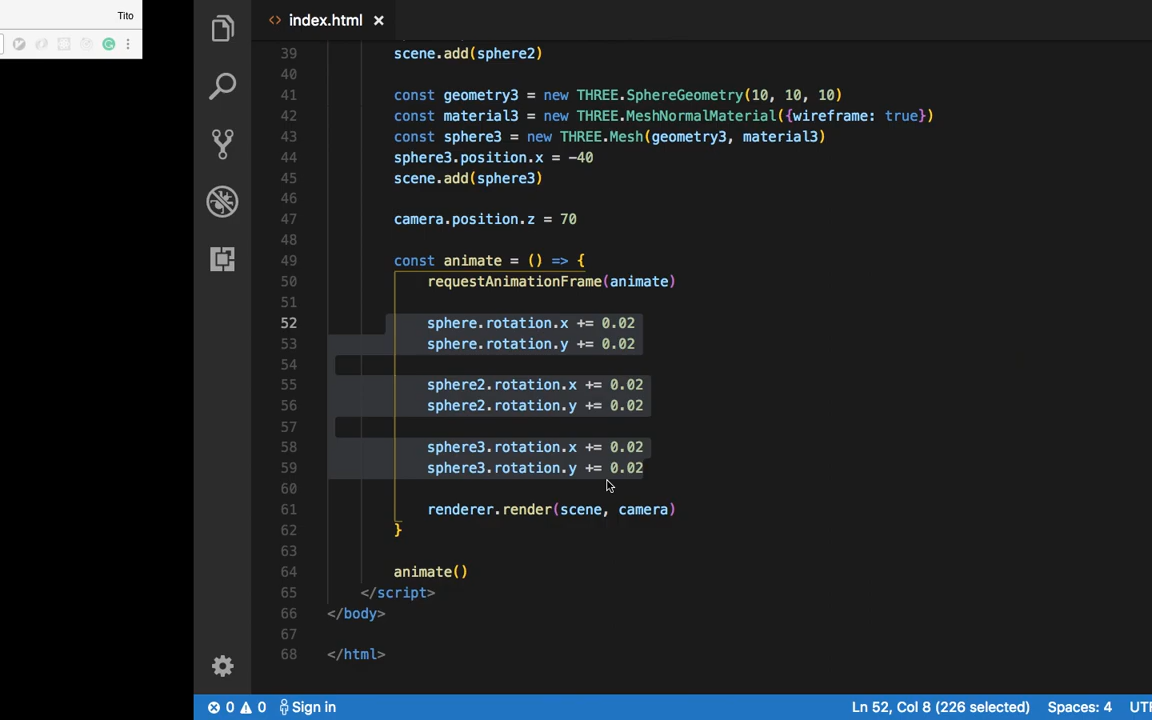 Tito
<> index.html ×
39 scene.add(sphere2)
40
41 const geometry3 = new THREE.SphereGeometry(10, 10, 10)
42 const material3 = new THREE.MeshNormalMaterial({wireframe: true})
43 const sphere3 = new THREE.Mesh(geometry3, material3)
44 sphere3.position.x = -40
45 scene.add(sphere3)
46
47 camera.position.z = 70
48
49 const animate = () => {
50 requestAnimationFrame(animate)
51
52 sphere.rotation.x += 0.02
53 sphere.rotation.y += 0.02
54
55 sphere2.rotation.x += 0.02
56 sphere2.rotation.y += 0.02
57
58 sphere3.rotation.x += 0.02
59 sphere3.rotation.y += 0.02
60
61 renderer.render(scene, camera)
62 }
63
64 animate()
65 </script>
66 </body>
67
68 </html>
0 0 Sign in Ln 52, Col 8 (226 selected) Spaces: 4 UTF